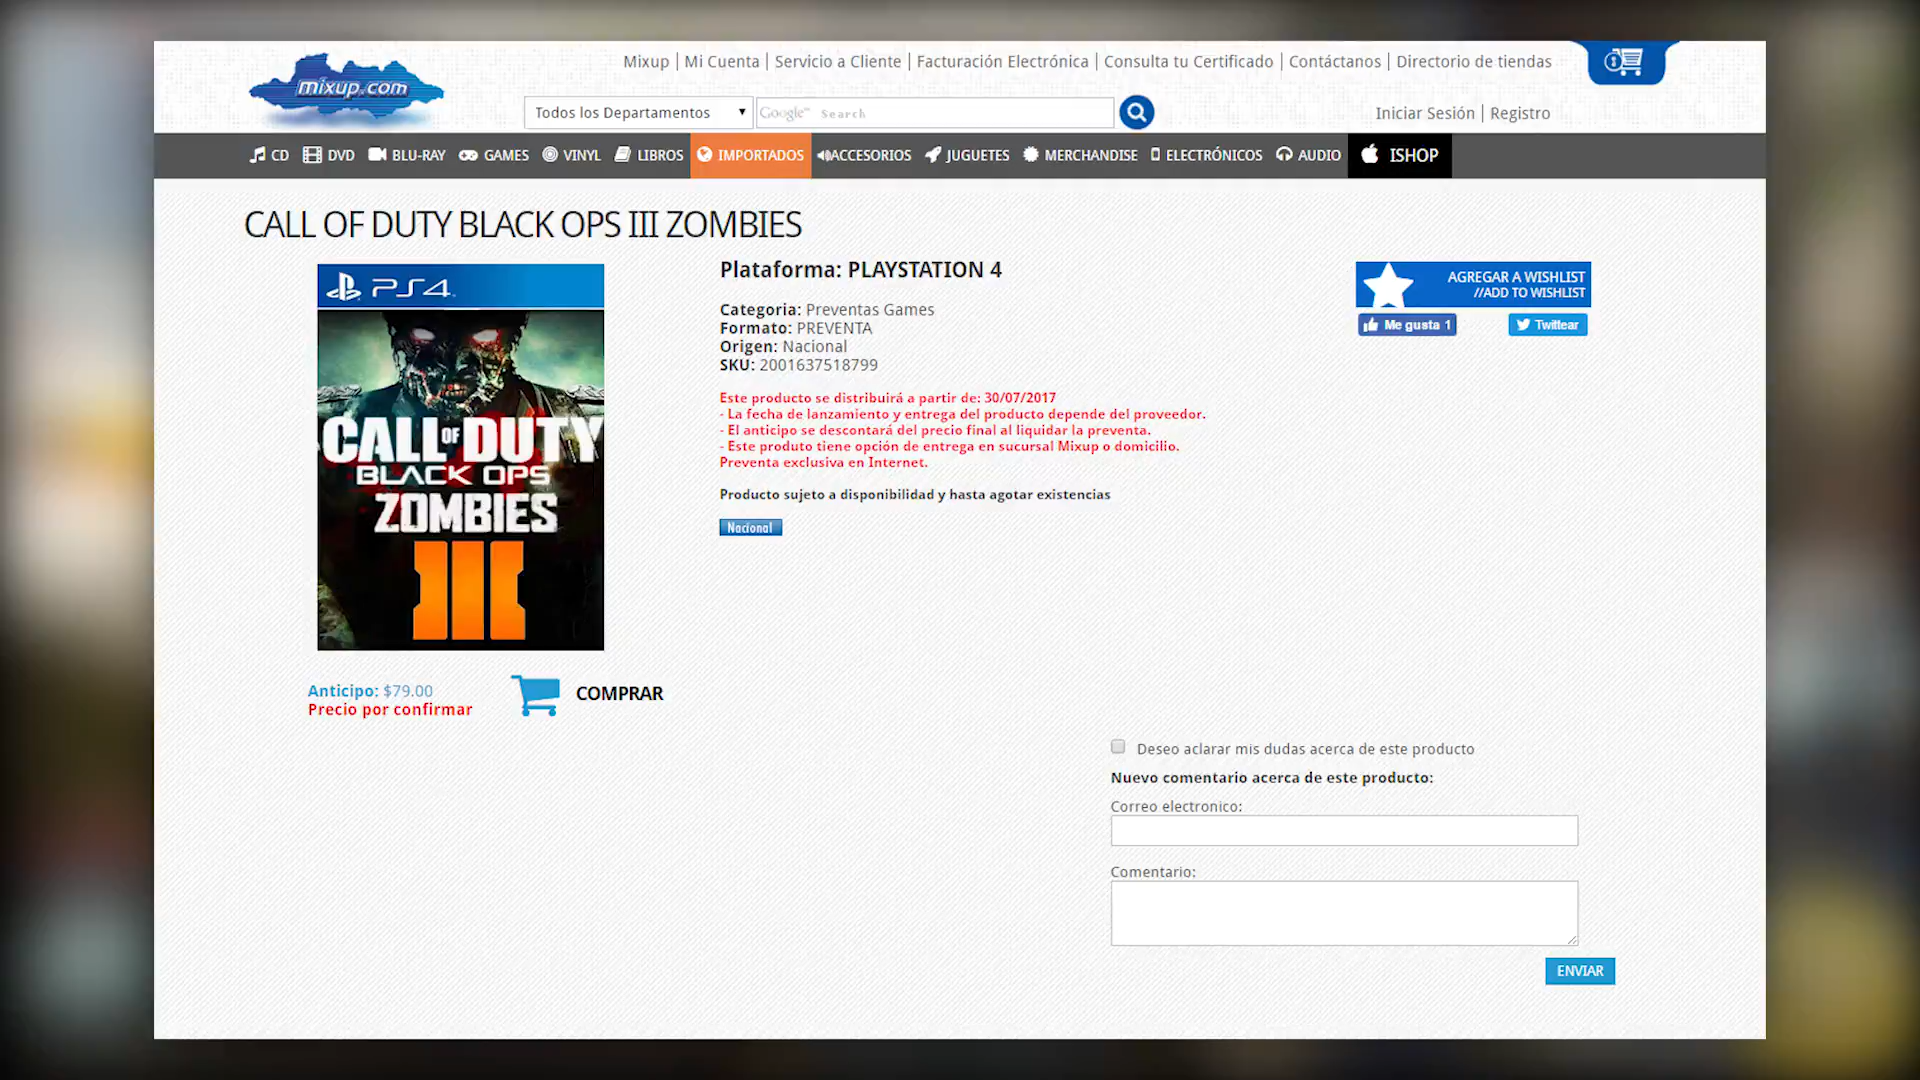 mixup.com
Mixup | Mi Cuenta | Servicio a Cliente | Facturación Electrónica | Consulta tu Certificado | Contáctanos | Directorio de tiendas
Todos los Departamentos
Google™ Search
Iniciar Sesión | Registro
CD DVD BLU-RAY GAMES VINYL LIBROS IMPORTADOS ACCESORIOS JUGUETES MERCHANDISE ELECTRÓNICOS AUDIO ISHOP
CALL OF DUTY BLACK OPS III ZOMBIES
PS4
CALL OF DUTY
BLACK OPS
ZOMBIES
III
Plataforma: PLAYSTATION 4
Categoria: Preventas Games
Formato: PREVENTA
Origen: Nacional
SKU: 2001637518799
Este producto se distribuirá a partir de: 30/07/2017
- La fecha de lanzamiento y entrega del producto depende del proveedor.
- El anticipo se descontará del precio final al liquidar la preventa.
- Este produto tiene opción de entrega en sucursal Mixup o domicilio.
Preventa exclusiva en Internet.
Producto sujeto a disponibilidad y hasta agotar existencias
Nacional
AGREGAR A WISHLIST
//ADD TO WISHLIST
Me gusta 1
Twittear
Anticipo: $79.00
Precio por confirmar
COMPRAR
Deseo aclarar mis dudas acerca de este producto
Nuevo comentario acerca de este producto:
Correo electronico:
Comentario:
ENVIAR